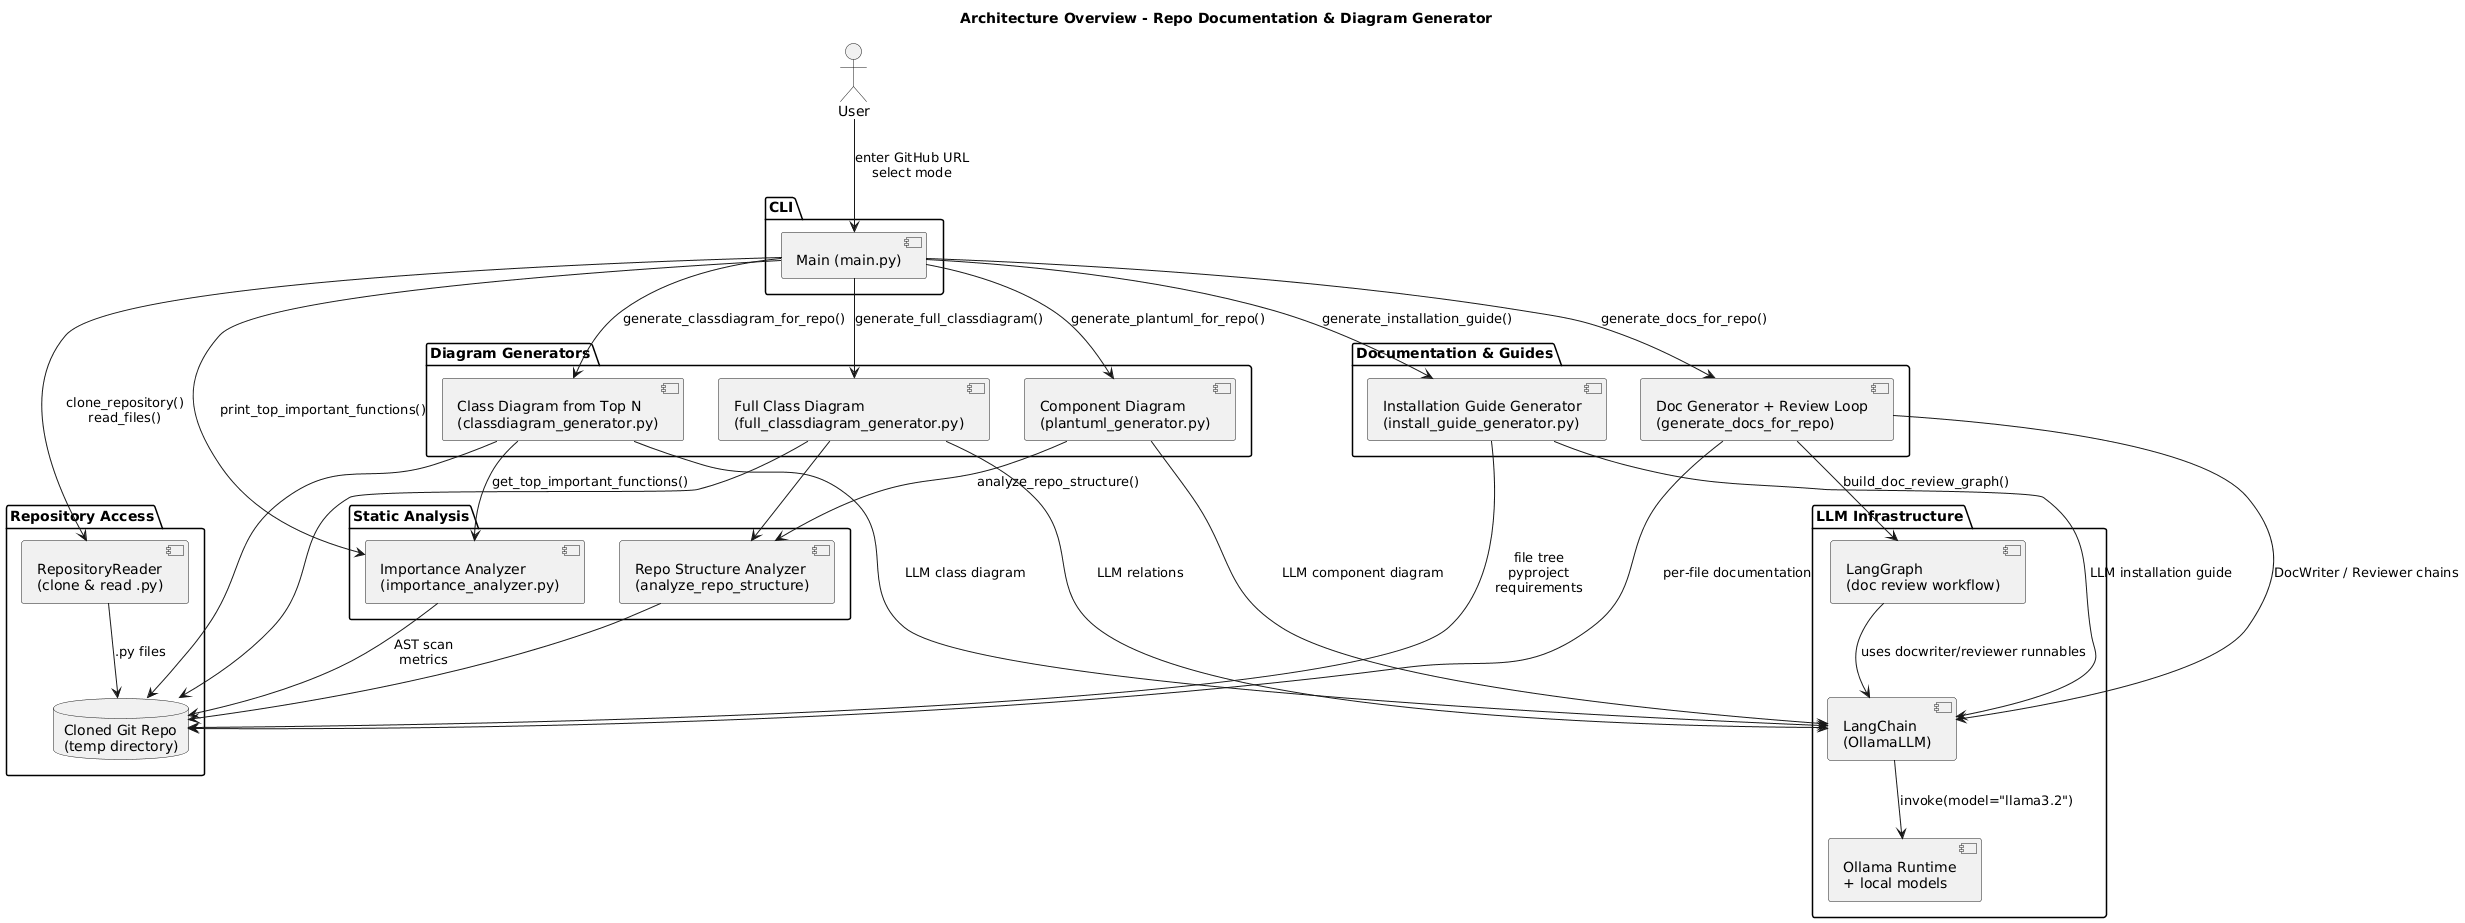 Architecture Overview - Repo Documentation & Diagram Generator
User
enter GitHub URL
select mode
CLI
Main (main.py)
generate_classdiagram_for_repo()
generate_full_classdiagram()
generate_plantuml_for_repo()
generate_installation_guide()
generate_docs_for_repo()
clone_repository()
read_files()
print_top_important_functions()
Diagram Generators
Class Diagram from Top N
(classdiagram_generator.py)
Full Class Diagram
(full_classdiagram_generator.py)
Component Diagram
(plantuml_generator.py)
Documentation & Guides
Installation Guide Generator
(install_guide_generator.py)
Doc Generator + Review Loop
(generate_docs_for_repo)
get_top_important_functions()
analyze_repo_structure()
build_doc_review_graph()
Repository Access
RepositoryReader
(clone & read .py)
.py files
Cloned Git Repo
(temp directory)
Static Analysis
Importance Analyzer
(importance_analyzer.py)
Repo Structure Analyzer
(analyze_repo_structure)
AST scan
metrics
LLM class diagram
LLM relations
LLM component diagram
file tree
pyproject
requirements
per-file documentation
LLM Infrastructure
LangGraph
(doc review workflow)
LLM installation guide
DocWriter / Reviewer chains
uses docwriter/reviewer runnables
LangChain
(OllamaLLM)
invoke(model="llama3.2")
Ollama Runtime
+ local models